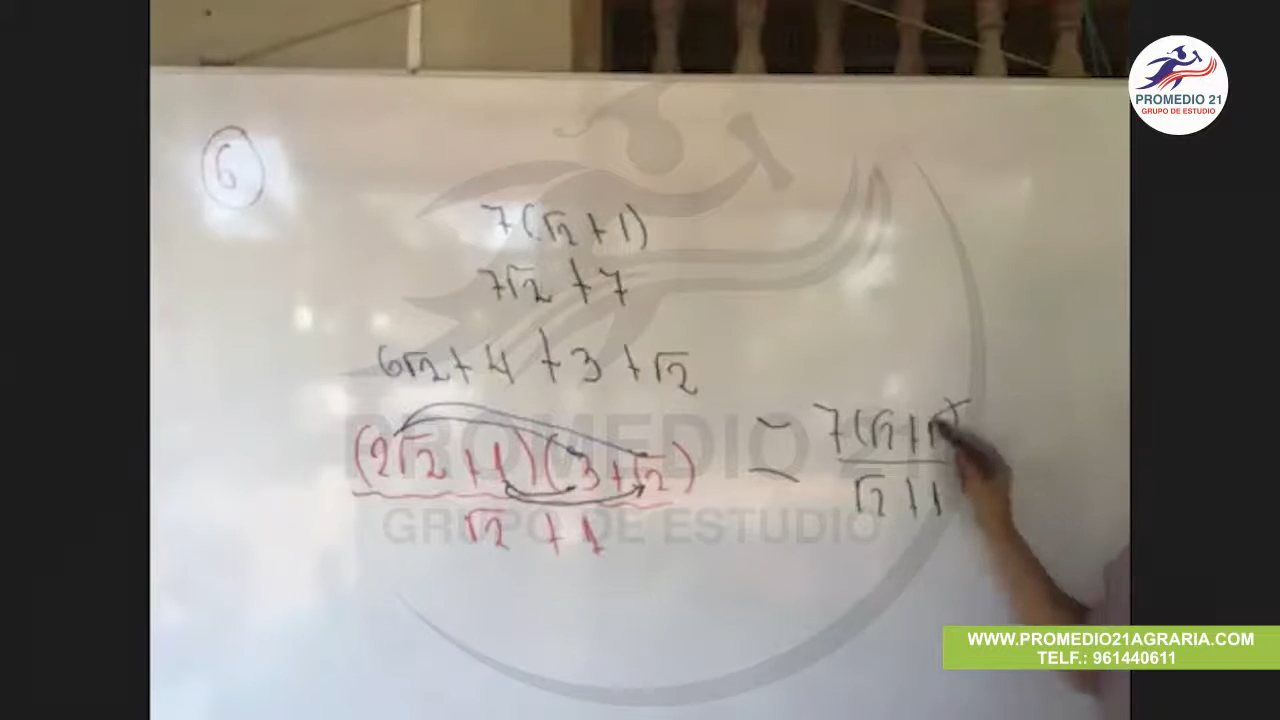 PROMEDIO 21
GRUPO DE ESTUDIO
6
7(√2 + 1)
7√2 + 7
6√2 + 4 + 3 + √2
(2√2 + 1)(3 + √2)
√2 + 1
=
7(√2 + 1)
√2 + 1
PROMEDIO
GRUPO DE ESTUDIO
WWW.PROMEDIO21AGRARIA.COM
TELF.: 961440611